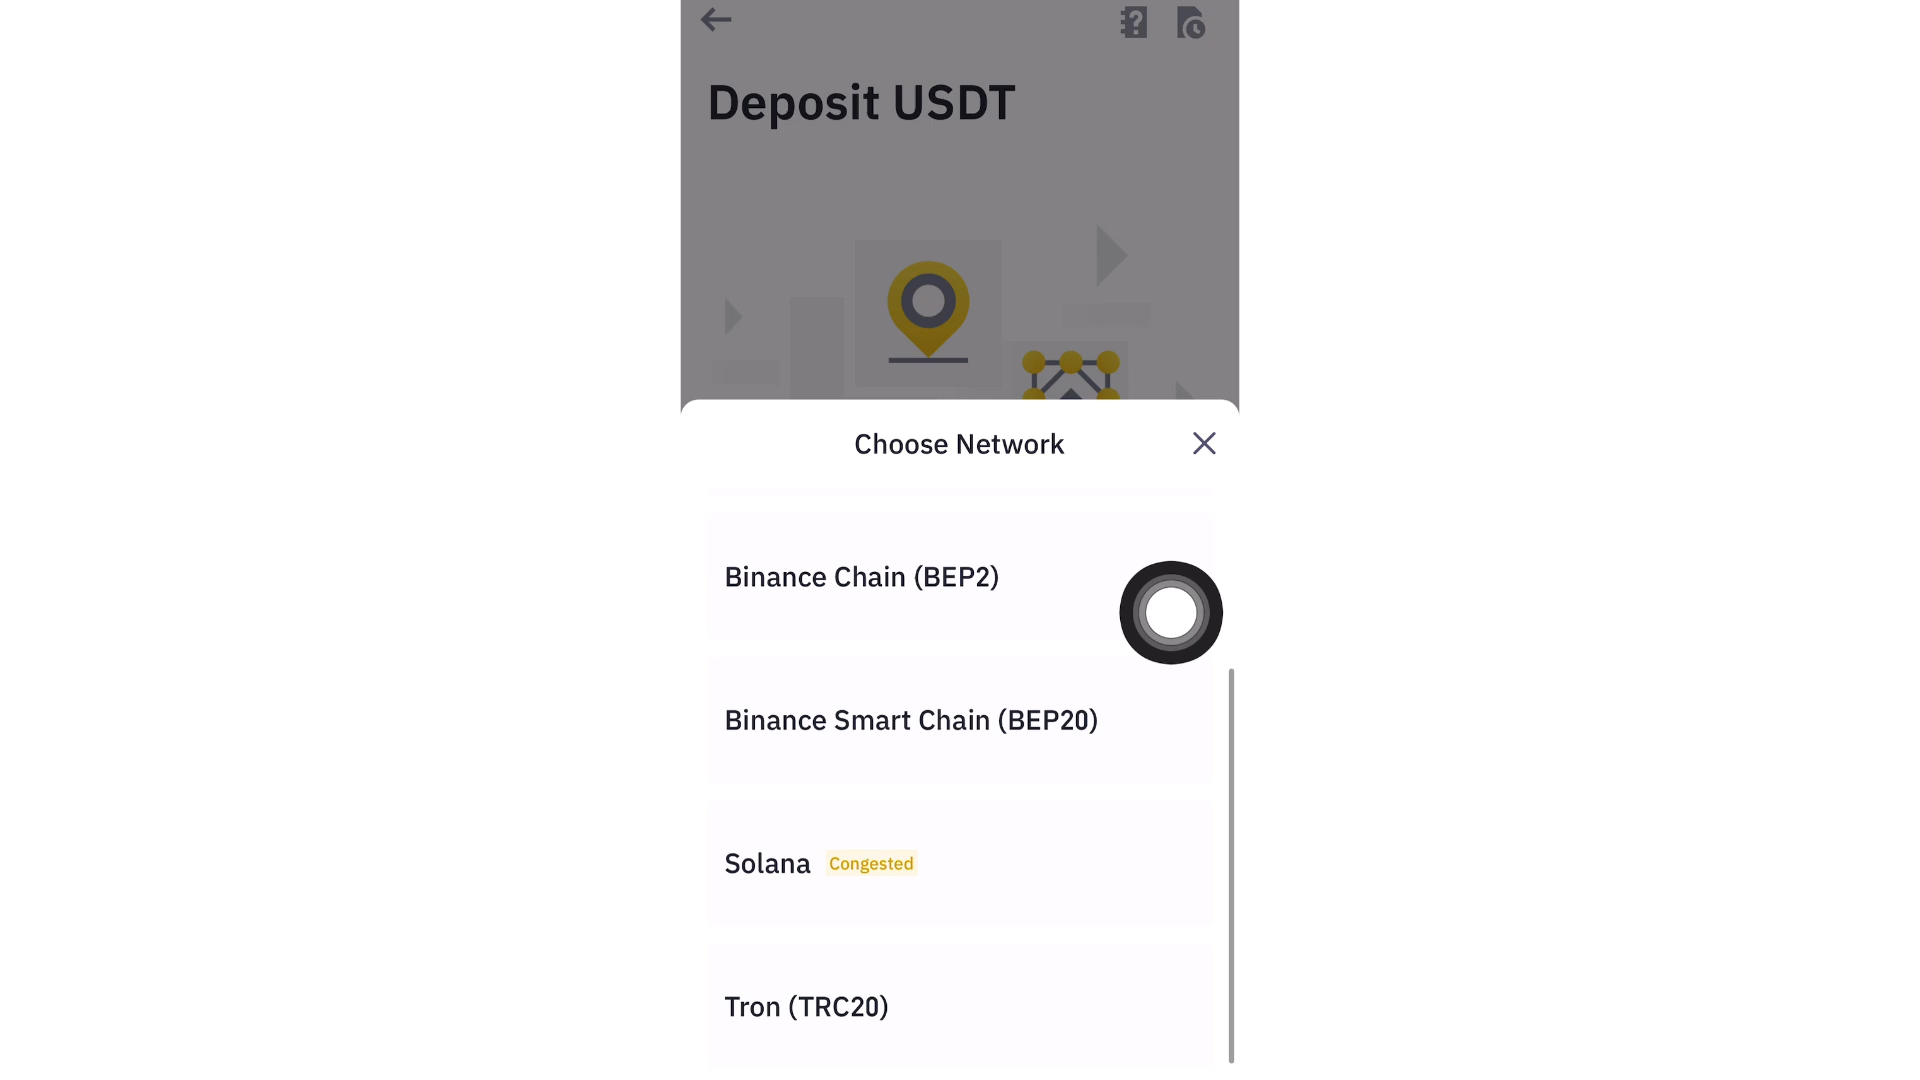 Deposit USDT
Choose Network
Binance Chain (BEP2)
Binance Smart Chain (BEP20)
Solana Congested
Tron (TRC20)